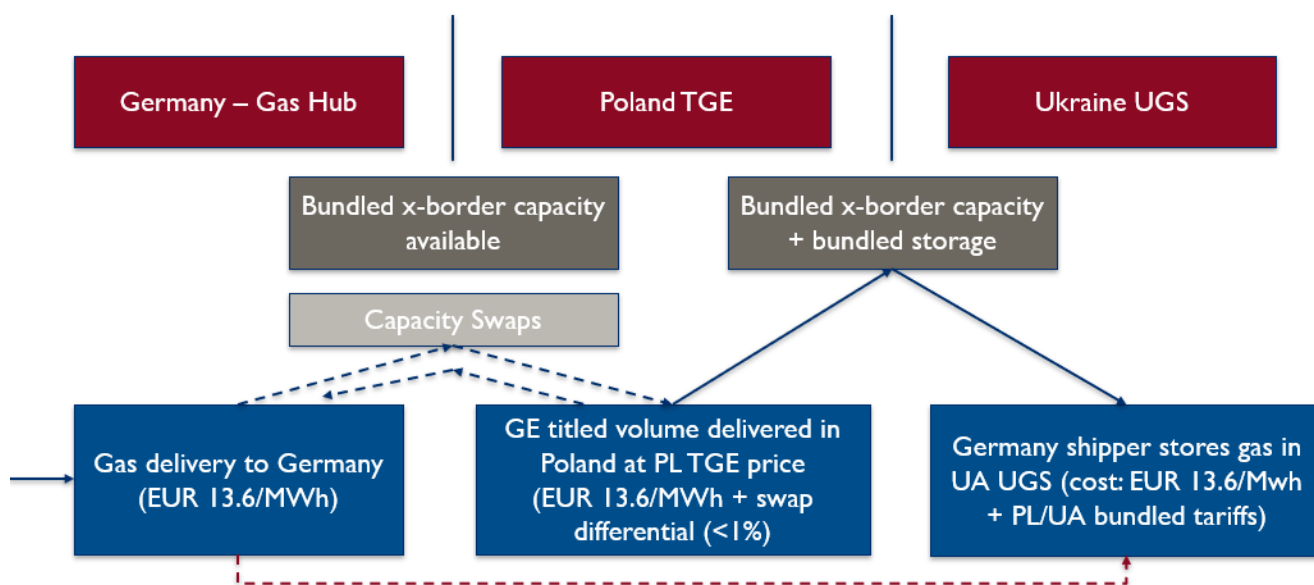 Germany – Gas Hub
Poland TGE
Ukraine UGS
Bundled x-border capacity
available
Bundled x-border capacity
+ bundled storage
Capacity Swaps
Gas delivery to Germany
(EUR 13.6/MWh)
GE titled volume delivered in
Poland at PL TGE price
(EUR 13.6/MWh + swap
differential (<1%)
Germany shipper stores gas in
UA UGS (cost: EUR 13.6/Mwh
+ PL/UA bundled tariffs)